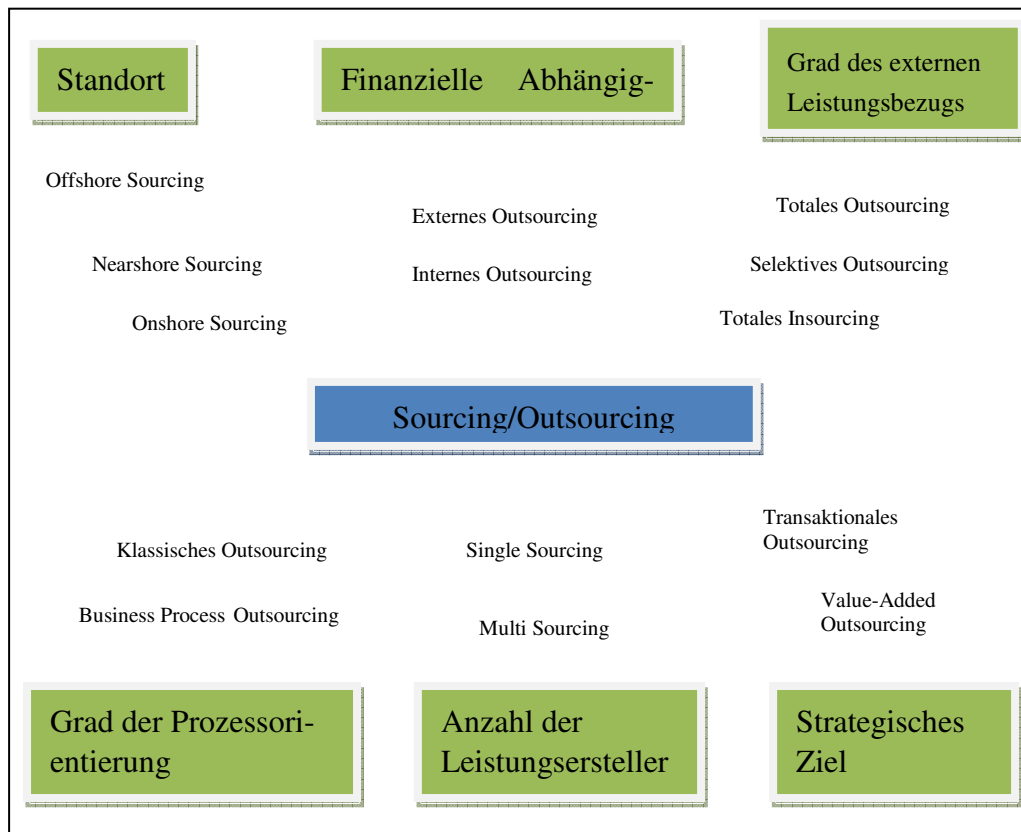 Standort
Finanzielle Abhängig-
Grad des externen
Leistungsbezugs
Offshore Sourcing
Nearshore Sourcing
Onshore Sourcing
Externes Outsourcing
Internes Outsourcing
Totales Outsourcing
Selektives Outsourcing
Totales Insourcing
Sourcing/Outsourcing
Klassisches Outsourcing
Business Process Outsourcing
Single Sourcing
Multi Sourcing
Transaktionales
Outsourcing
Value-Added
Outsourcing
Grad der Prozessori-
entierung
Anzahl der
Leistungsersteller
Strategisches
Ziel